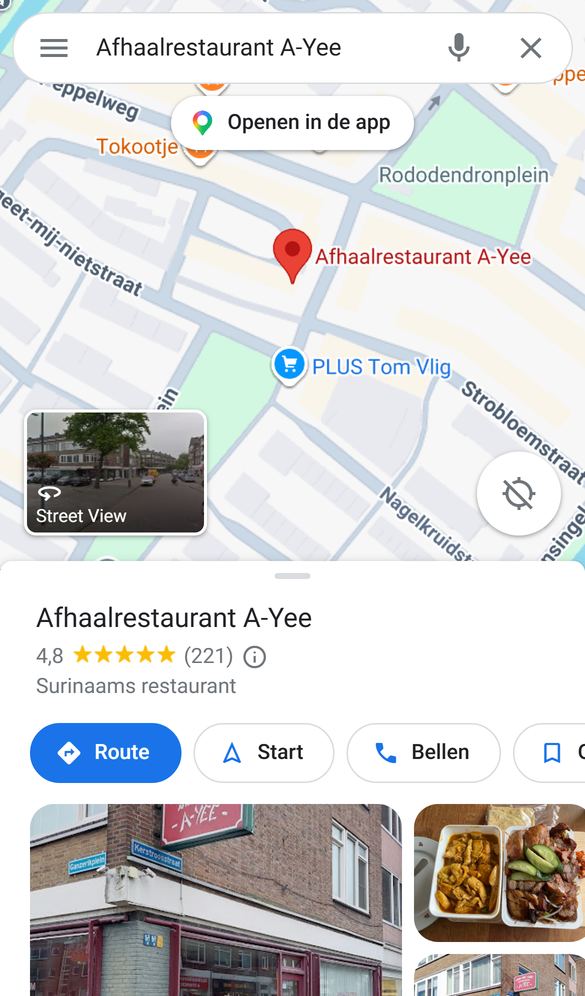 Afhaalrestaurant A-Yee
eppelweg
Openen in de app
Tokootje
Rododendronplein
geet-mij-nietstraat
Afhaalrestaurant A-Yee
PLUS Tom Vlig
Strobloemstraat
Street View
Nagelkruidst
Afhaalrestaurant A-Yee
4,8 (221)
Surinaams restaurant
Route
Start
Bellen
-A-YEE-
Ganzerikplein
Kerstroosstraat